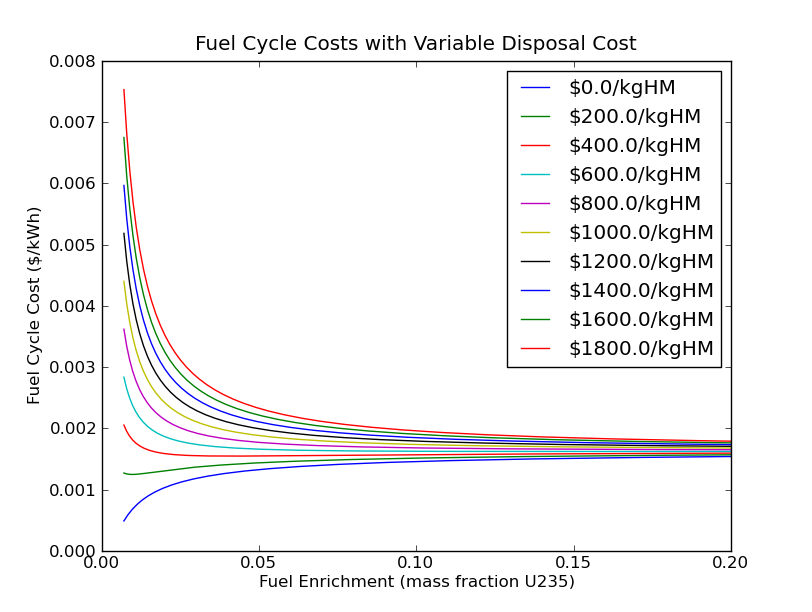 Fuel Cycle Costs with Variable Disposal Cost
0.008
0.007
0.006
0.005
0.004
0.003
0.002
0.001
0.000
Fuel Cycle Cost ($/kWh)
$0.0/kgHM
$200.0/kgHM
$400.0/kgHM
$600.0/kgHM
$800.0/kgHM
$1000.0/kgHM
$1200.0/kgHM
$1400.0/kgHM
$1600.0/kgHM
$1800.0/kgHM
0.00 0.05 0.10 0.15 0.20
Fuel Enrichment (mass fraction U235)